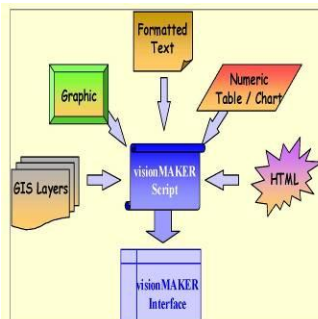 Formatted
Text
Graphic
Numeric
Table / Chart
GIS Layers
visionMAKER
Script
HTML
visionMAKER
Interface